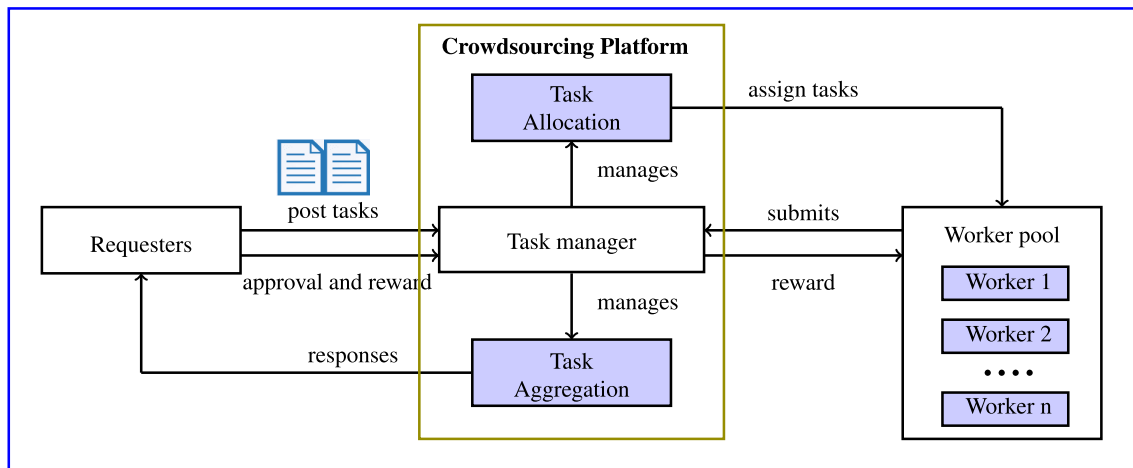 Crowdsourcing Platform
Task
Allocation
assign tasks
manages
post tasks
submits
Requesters
Task manager
Worker pool
approval and reward
reward
manages
Worker 1
Worker 2
responses
Task
Aggregation
Worker n